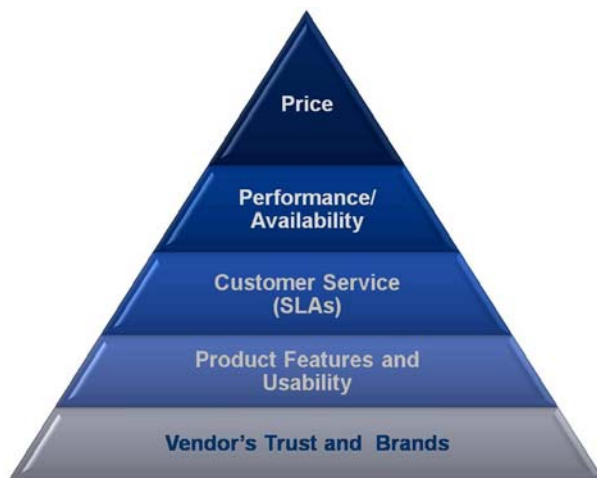 Price
Performance/
Availability
Customer Service
(SLAs)
Product Features and
Usability
Vendor's Trust and Brands